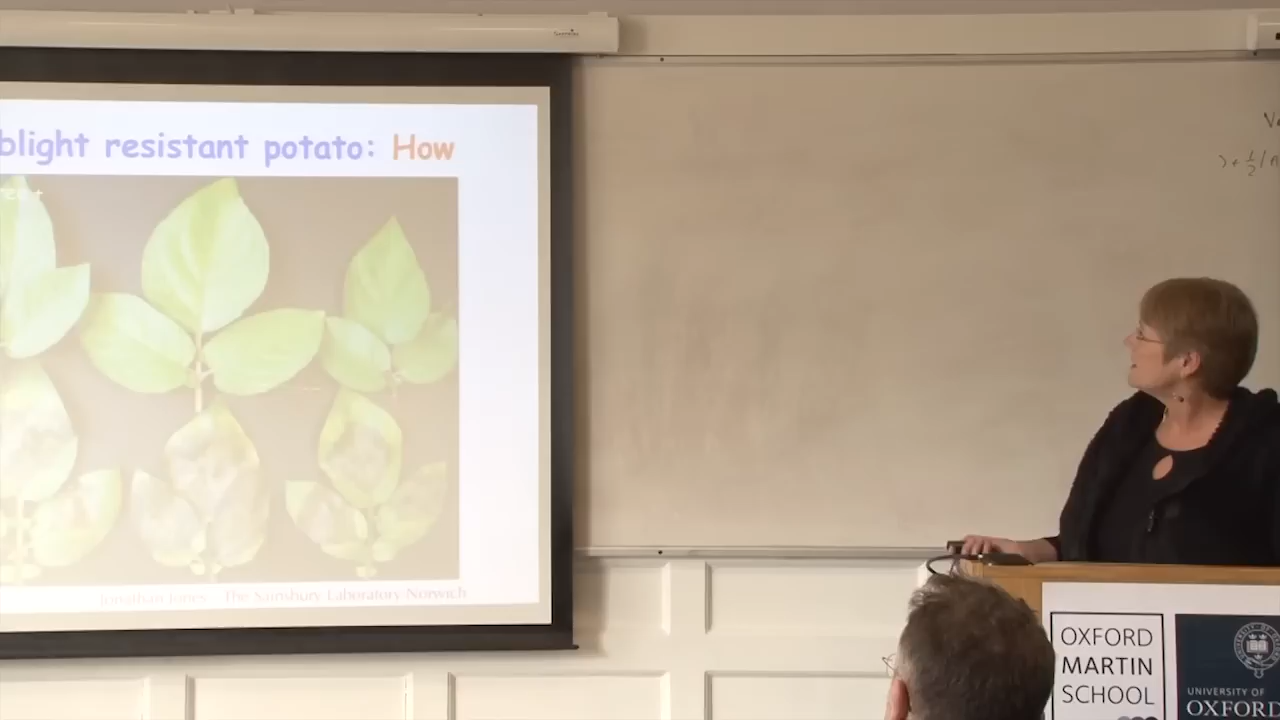 blight resistant potato: How
Jonathan Jones - The Sainsbury Laboratory Norwich
OXFORD
MARTIN
SCHOOL
UNIVERSITY OF
OXFORD